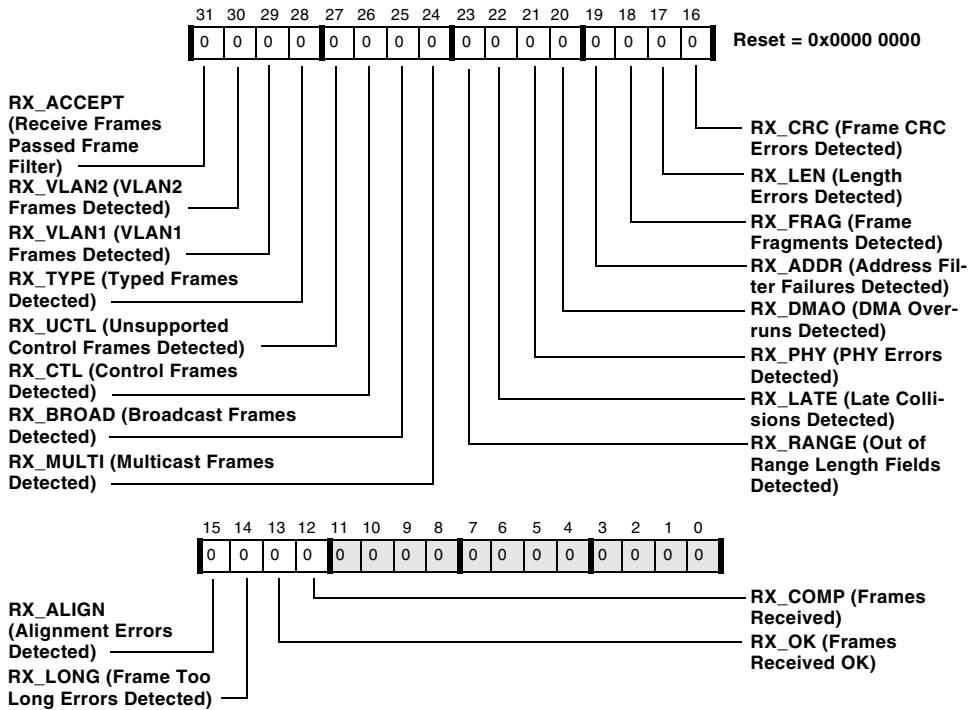 31 30 29 28 27 26 25 24 23 22 21 20 19 18 17 16
0 0 0 0 0 0 0 0 0 0 0 0 0 0 0 0
Reset = 0x0000 0000
RX_ACCEPT
(Receive Frames
Passed Frame
Filter)
RX_VLAN2 (VLAN2
Frames Detected)
RX_VLAN1 (VLAN1
Frames Detected)
RX_TYPE (Typed Frames
Detected)
RX_UCTL (Unsupported
Control Frames Detected)
RX_CTL (Control Frames
Detected)
RX_BROAD (Broadcast Frames
Detected)
RX_MULTI (Multicast Frames
Detected)
RX_CRC (Frame CRC
Errors Detected)
RX_LEN (Length
Errors Detected)
RX_FRAG (Frame
Fragments Detected)
RX_ADDR (Address Fil-
ter Failures Detected)
RX_DMAO (DMA Over-
runs Detected)
RX_PHY (PHY Errors
Detected)
RX_LATE (Late Colli-
sions Detected)
RX_RANGE (Out of
Range Length Fields
Detected)
15 14 13 12 11 10 9 8 7 6 5 4 3 2 1 0
0 0 0 0 0 0 0 0 0 0 0 0 0 0 0 0
RX_ALIGN
(Alignment Errors
Detected)
RX_LONG (Frame Too
Long Errors Detected)
RX_COMP (Frames
Received)
RX_OK (Frames
Received OK)